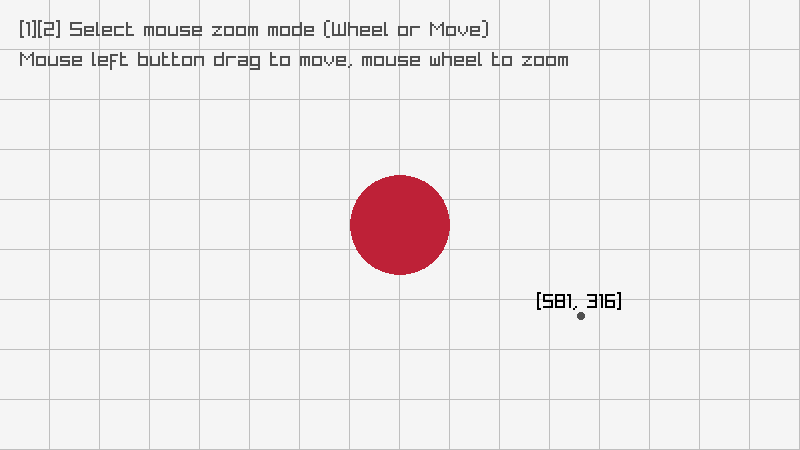 [1][2] Select mouse zoom mode (Wheel or Move)
Mouse left button drag to move, mouse wheel to zoom
[581, 316]